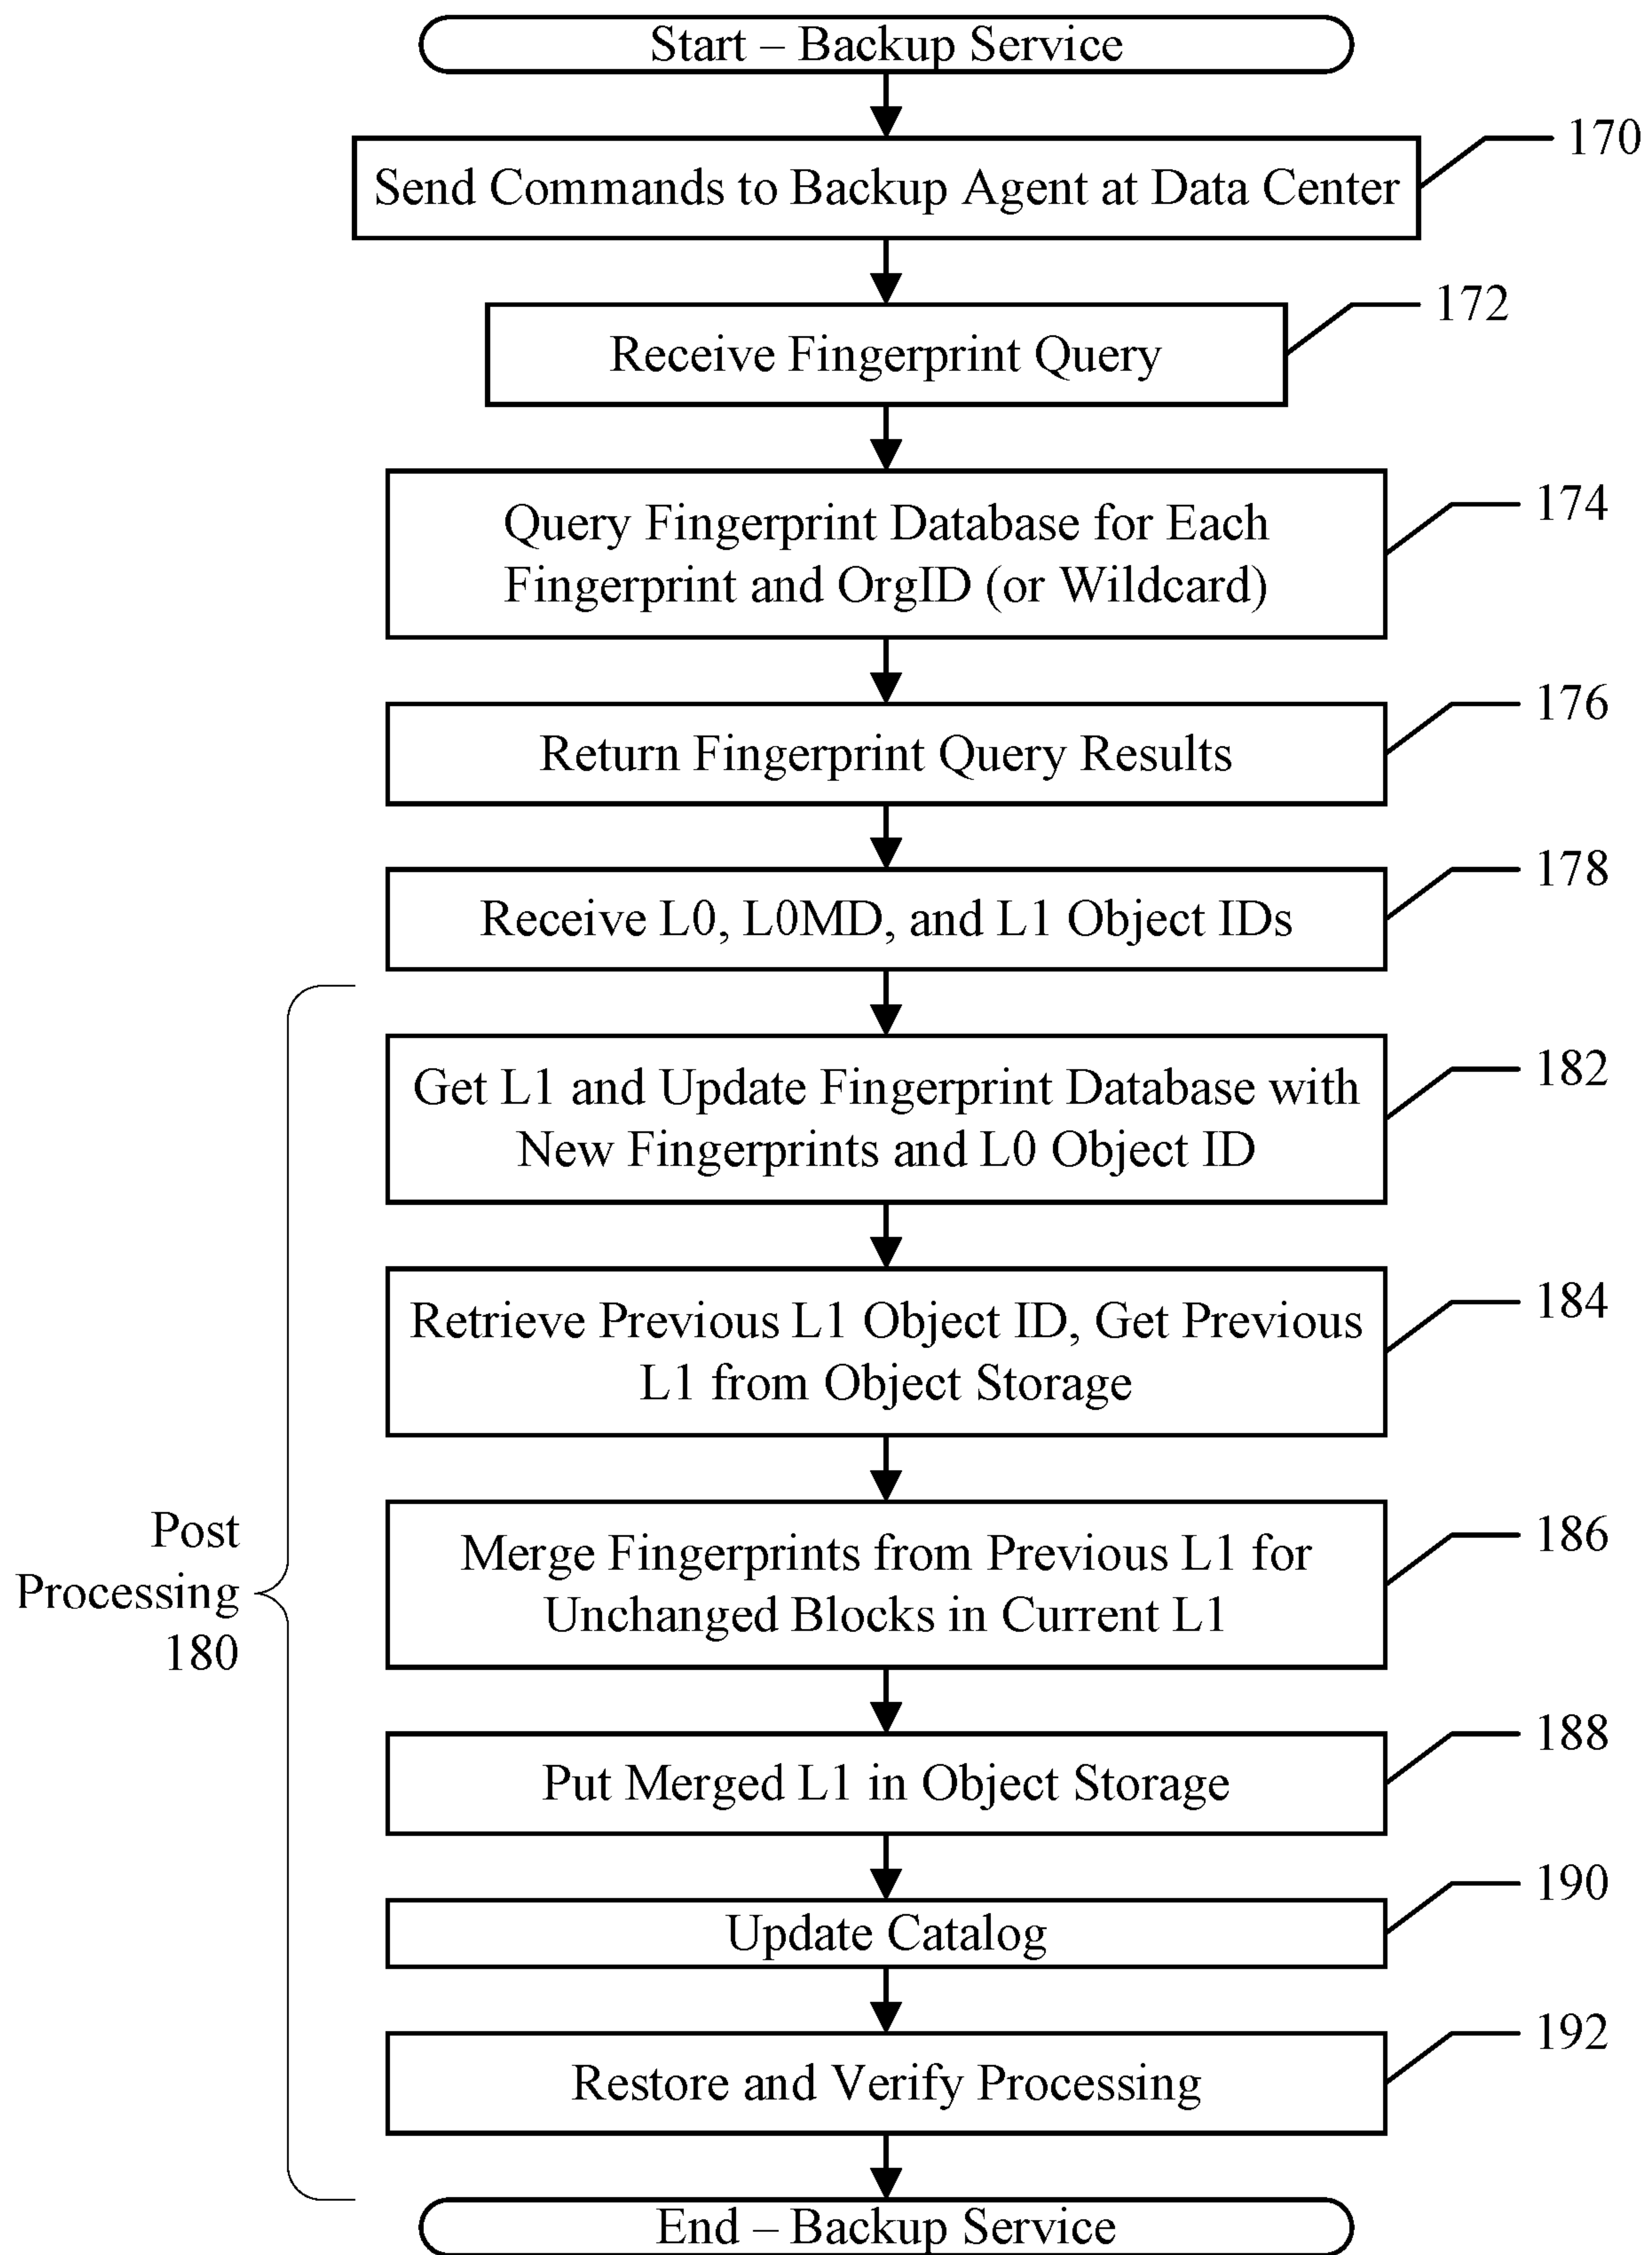 Start – Backup Service
170
Send Commands to Backup Agent at Data Center
172
Receive Fingerprint Query
174
Query Fingerprint Database for Each
Fingerprint and OrgID (or Wildcard)
176
Return Fingerprint Query Results
178
Receive L0, L0MD, and L1 Object IDs
182
Get L1 and Update Fingerprint Database with
New Fingerprints and L0 Object ID
184
Retrieve Previous L1 Object ID, Get Previous
L1 from Object Storage
Post
Processing
180
186
Merge Fingerprints from Previous L1 for
Unchanged Blocks in Current L1
188
Put Merged L1 in Object Storage
190
Update Catalog
192
Restore and Verify Processing
End – Backup Service